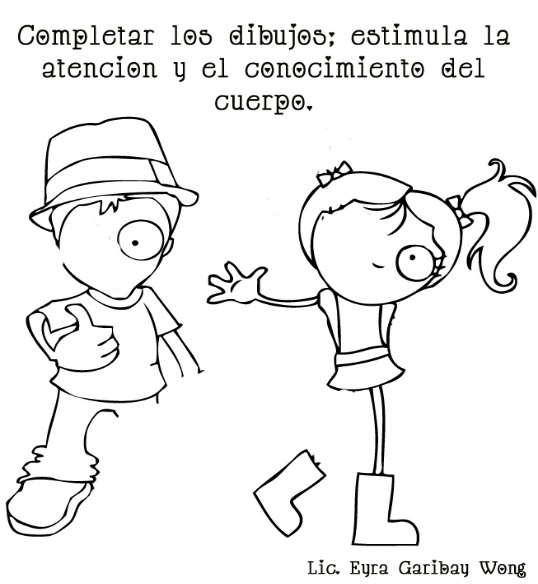 Completar los dibujos; estimula la
atencion y el conocimiento del
cuerpo.
Lic. Eyra Garibay Wong